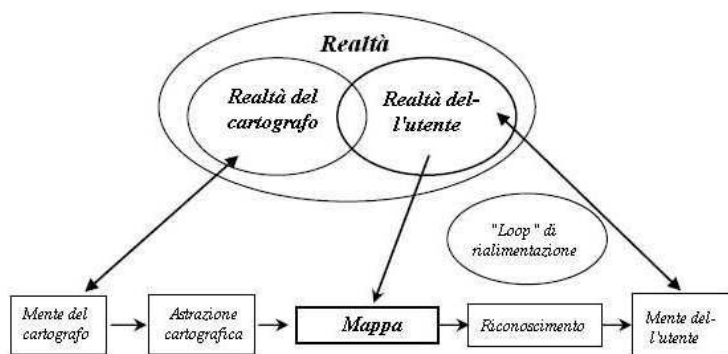 Realtà
Realtà del
cartografo
Realtà del-
l'utente
"Loop" di
rialimentazione
Mente del
cartografo
Astrazione
cartografica
Mappa
Riconoscimento
Mente del-
l'utente